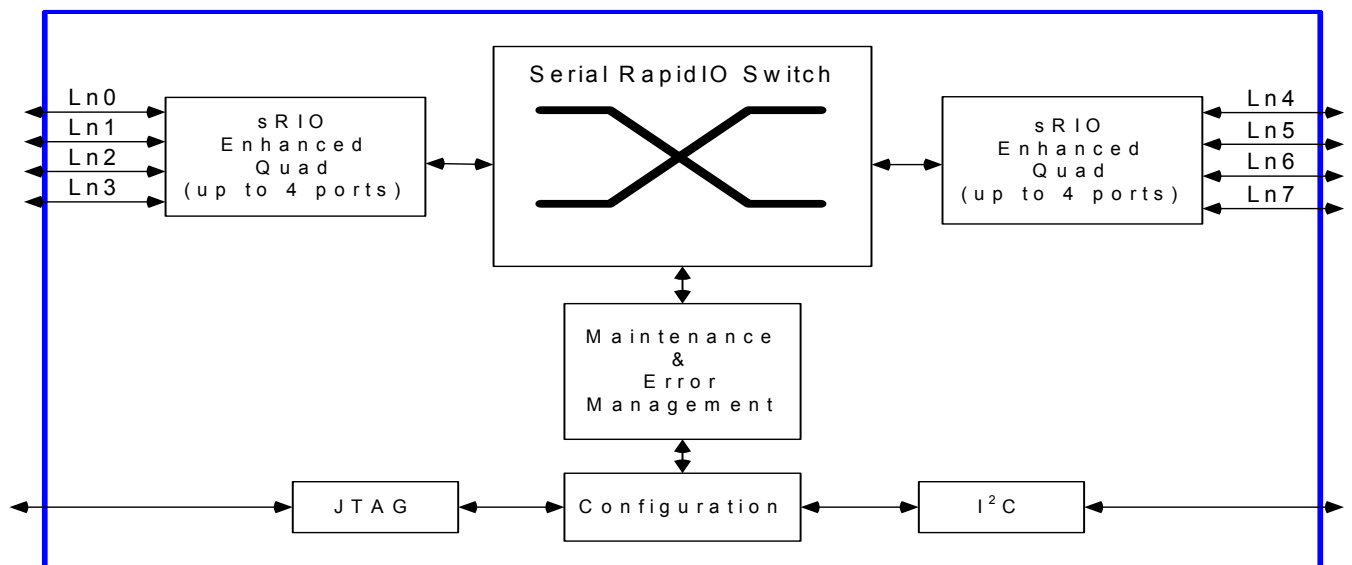 Serial RapidIO Switch
Ln0
Ln1
Ln2
Ln3
sRIO
Enhanced
Quad
(up to 4 ports)
sRIO
Enhanced
Quad
(up to 4 ports)
Ln4
Ln5
Ln6
Ln7
Maintenance
&
Error
Management
JTAG
Configuration
I²C